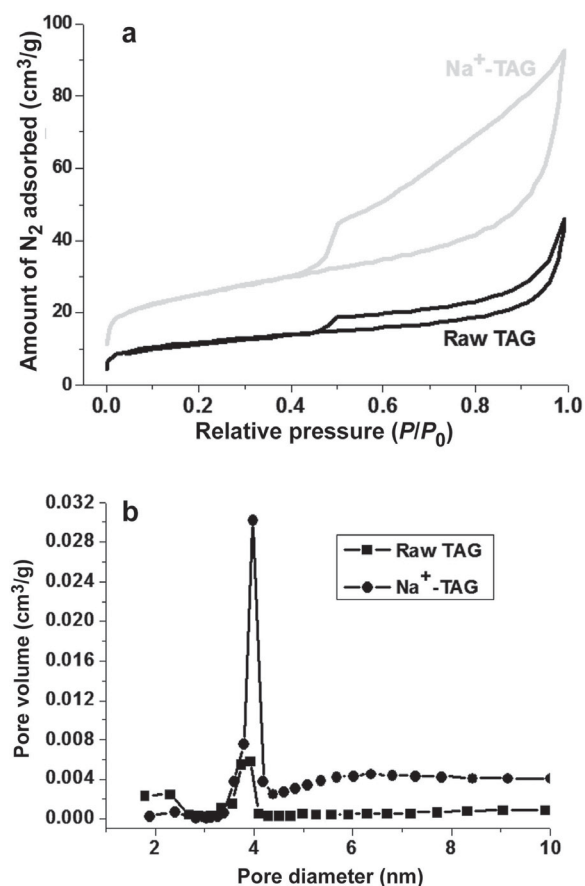 a
Amount of N₂ adsorbed (cm³/g)
100
80
60
40
20
0
Na⁺-TAG
Raw TAG
0.0 0.2 0.4 0.6 0.8 1.0
Relative pressure (P/P₀)
b
Pore volume (cm³/g)
0.032
0.028
0.024
0.020
0.016
0.012
0.008
0.004
0.000
Raw TAG
Na⁺-TAG
2 4 6 8 10
Pore diameter (nm)